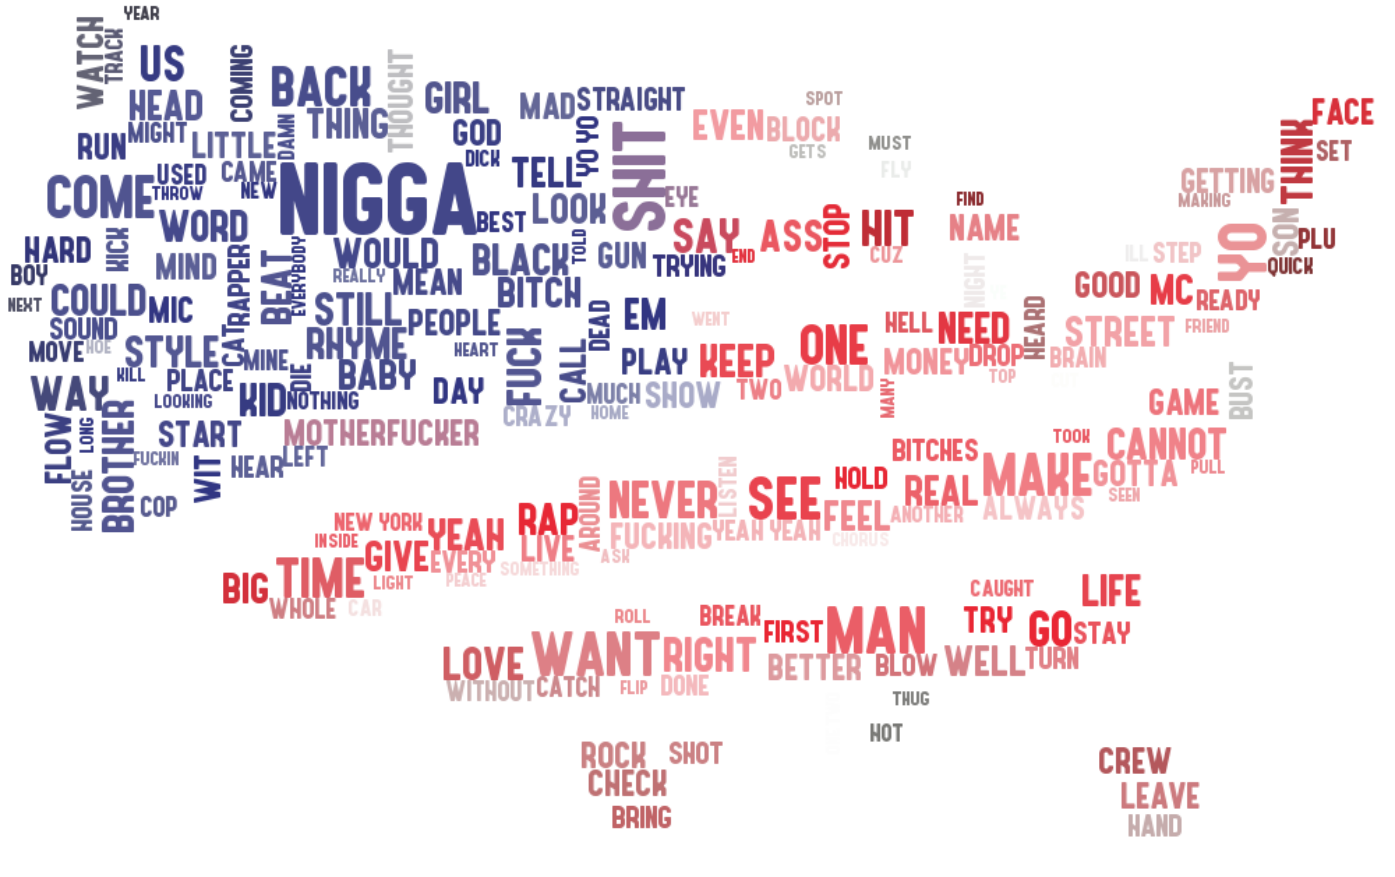 YEAR
WATCH
TRACK
US
COMING
BACK
THOUGHT
GIRL
MAD
STRAIGHT
SPOT
FACE
HEAD
THING
EVEN
BLOCK
MIGHT
GOD
YO YO
SHIT
MUST
THINK
RUN
LITTLE
DAMN
DICK
GETS
SET
USED
CAME
TELL
FLY
GETTING
COME
THROW
NEW
NIGGA
EYE
FIND
MAKING
WORD
BEST
LOOK
SAY
ASS
STOP
HIT
NAME
YO
SON
PLU
HARD
KICK
WOULD
BLACK
TOLD
GUN
TRYING
END
CUZ
ILL
STEP
QUICK
BOY
MIND
RAPPER
BEAT
EVERYBODY
REALLY
MEAN
BITCH
NIGHT
GOOD
MC
READY
NEXT
COULD
MIC
STILL
PEOPLE
DEAD
EM
WENT
HELL
NEED
HEARD
STREET
FRIEND
SOUND
RHYME
MOVE
HOE
STYLE
CAT
MINE
HEART
FUCK
CALL
PLAY
KEEP
ONE
MONEY
DROP
BRAIN
KILL
PLACE
DIE
BABY
TOP
BUST
WAY
LOOKING
KID
NOTHING
DAY
MUCH
SHOW
TWO
WORLD
MANY
GAME
CRAZY
HOME
FLOW
LONG
BROTHER
START
MOTHERFUCKER
BITCHES
TOOK
CANNOT
FUCKIN
WIT
HEAR
LEFT
HOUSE
COP
LISTEN
HOLD
MAKE
GOTTA
PULL
AROUND
NEVER
SEE
REAL
SEEN
NEW YORK
YEAH
RAP
FUCKING
YEAH YEAH
FEEL
ANOTHER
ALWAYS
INSIDE
GIVE
EVERY
LIVE
ASK
CHORUS
BIG
TIME
LIGHT
PEACE
SOMETHING
CAUGHT
LIFE
WHOLE
CAR
ROLL
BREAK
FIRST
MAN
TRY
GO
STAY
LOVE
WANT
RIGHT
BETTER
BLOW
WELL
TURN
WITHOUT
CATCH
FLIP
DONE
THUG
HOT
ROCK
SHOT
CREW
CHECK
LEAVE
BRING
HAND